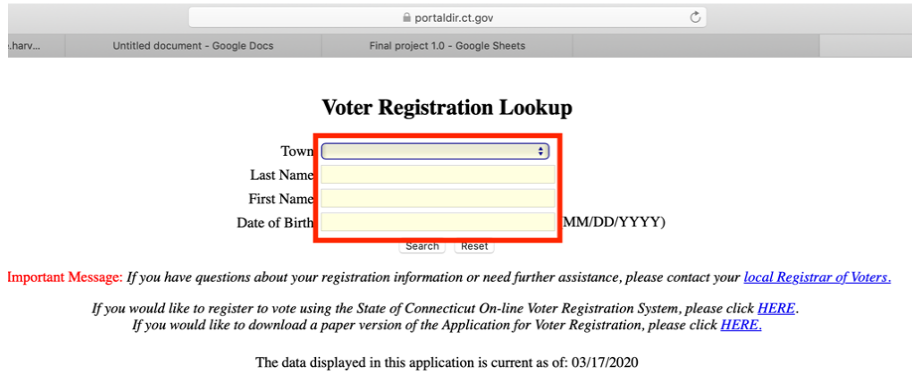 portaldir.ct.gov
.harv... Untitled document - Google Docs Final project 1.0 - Google Sheets
Voter Registration Lookup
Town
Last Name
First Name
Date of Birth MM/DD/YYYY)
Search Reset
Important Message: If you have questions about your registration information or need further assistance, please contact your local Registrar of Voters.
If you would like to register to vote using the State of Connecticut On-line Voter Registration System, please click HERE.
If you would like to download a paper version of the Application for Voter Registration, please click HERE.
The data displayed in this application is current as of: 03/17/2020